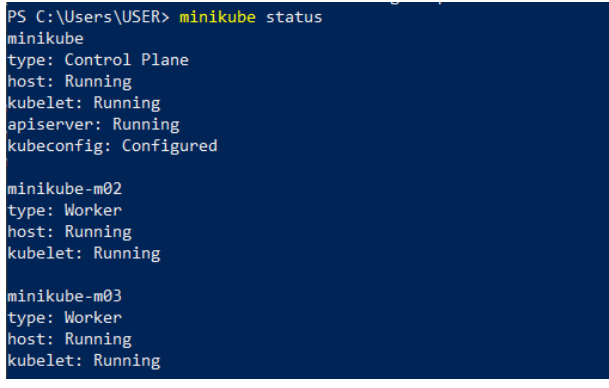 PS C:\Users\USER> minikube status
minikube
type: Control Plane
host: Running
kubelet: Running
apiserver: Running
kubeconfig: Configured

minikube-m02
type: Worker
host: Running
kubelet: Running

minikube-m03
type: Worker
host: Running
kubelet: Running